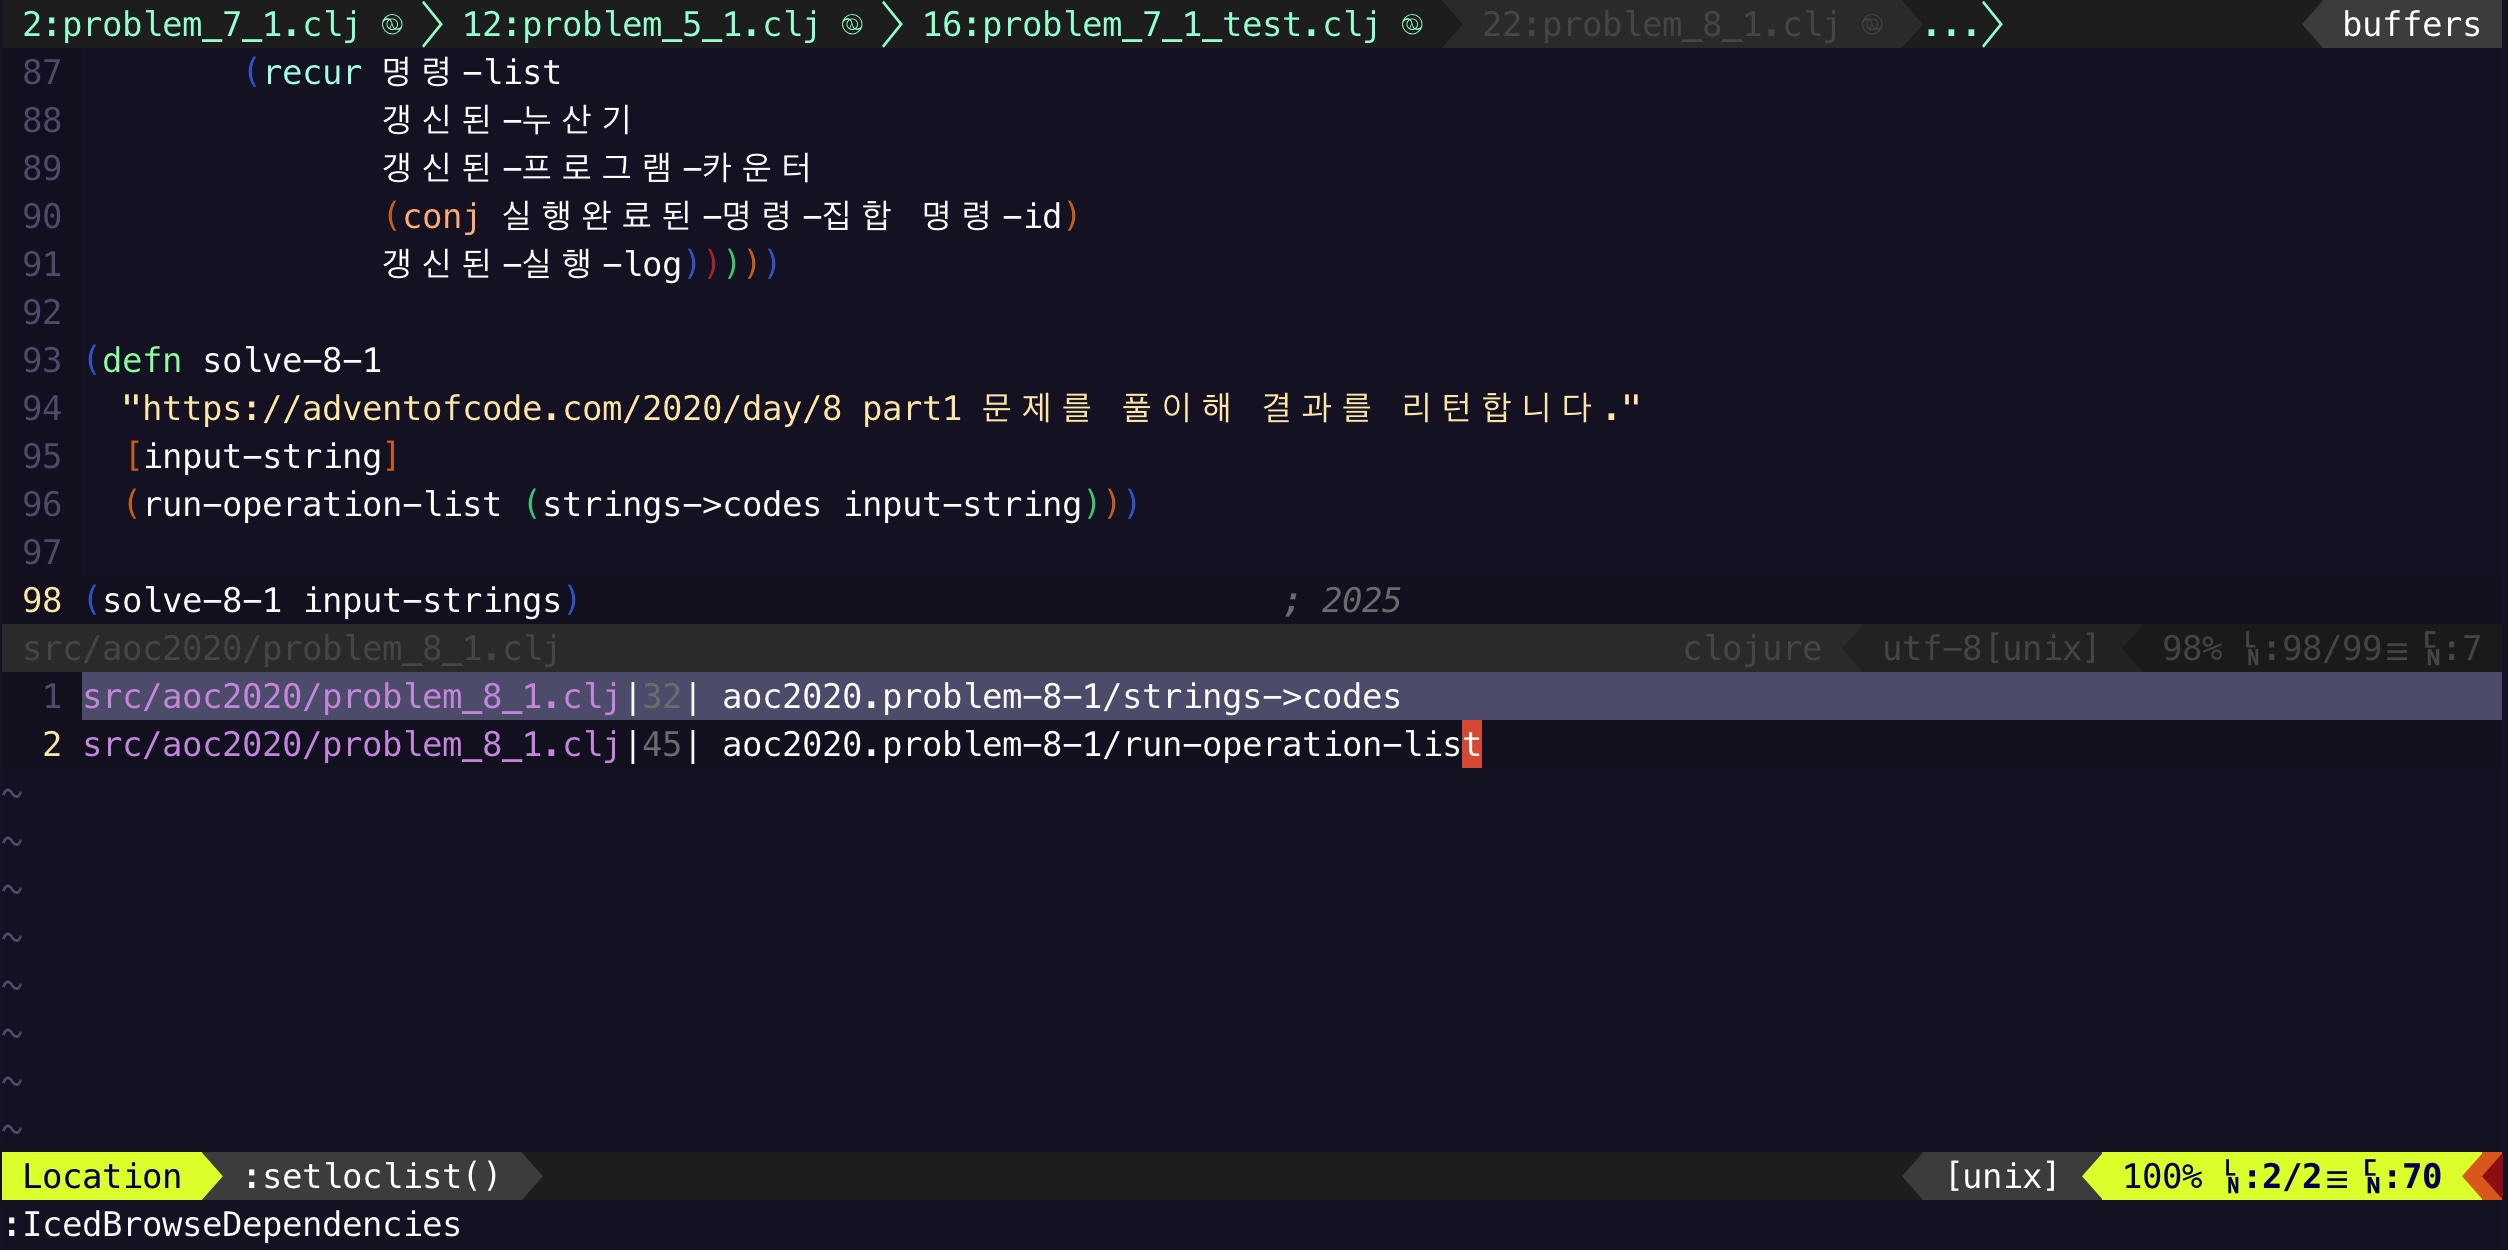 2:problem_7_1.clj 12:problem_5_1.clj 16:problem_7_1_test.clj 22:problem_8_1.clj ... buffers
87 (recur 명령-list
88 갱신된-누산기
89 갱신된-프로그램-카운터
90 (conj 실행완료된-명령-집합 명령-id)
91 갱신된-실행-log)))))
92
93 (defn solve-8-1
94 "https://adventofcode.com/2020/day/8 part1 문제를 풀이해 결과를 리턴합니다."
95 [input-string]
96 (run-operation-list (strings->codes input-string)))
97
98 (solve-8-1 input-strings) ; 2025
src/aoc2020/problem_8_1.clj clojure utf-8[unix] 98% LN:98/99≡ CN:7
1 src/aoc2020/problem_8_1.clj|32| aoc2020.problem-8-1/strings->codes
2 src/aoc2020/problem_8_1.clj|45| aoc2020.problem-8-1/run-operation-list
~
~
~
~
~
~
~
~
Location :setloclist() [unix] 100% LN:2/2≡ CN:70
:IcedBrowseDependencies